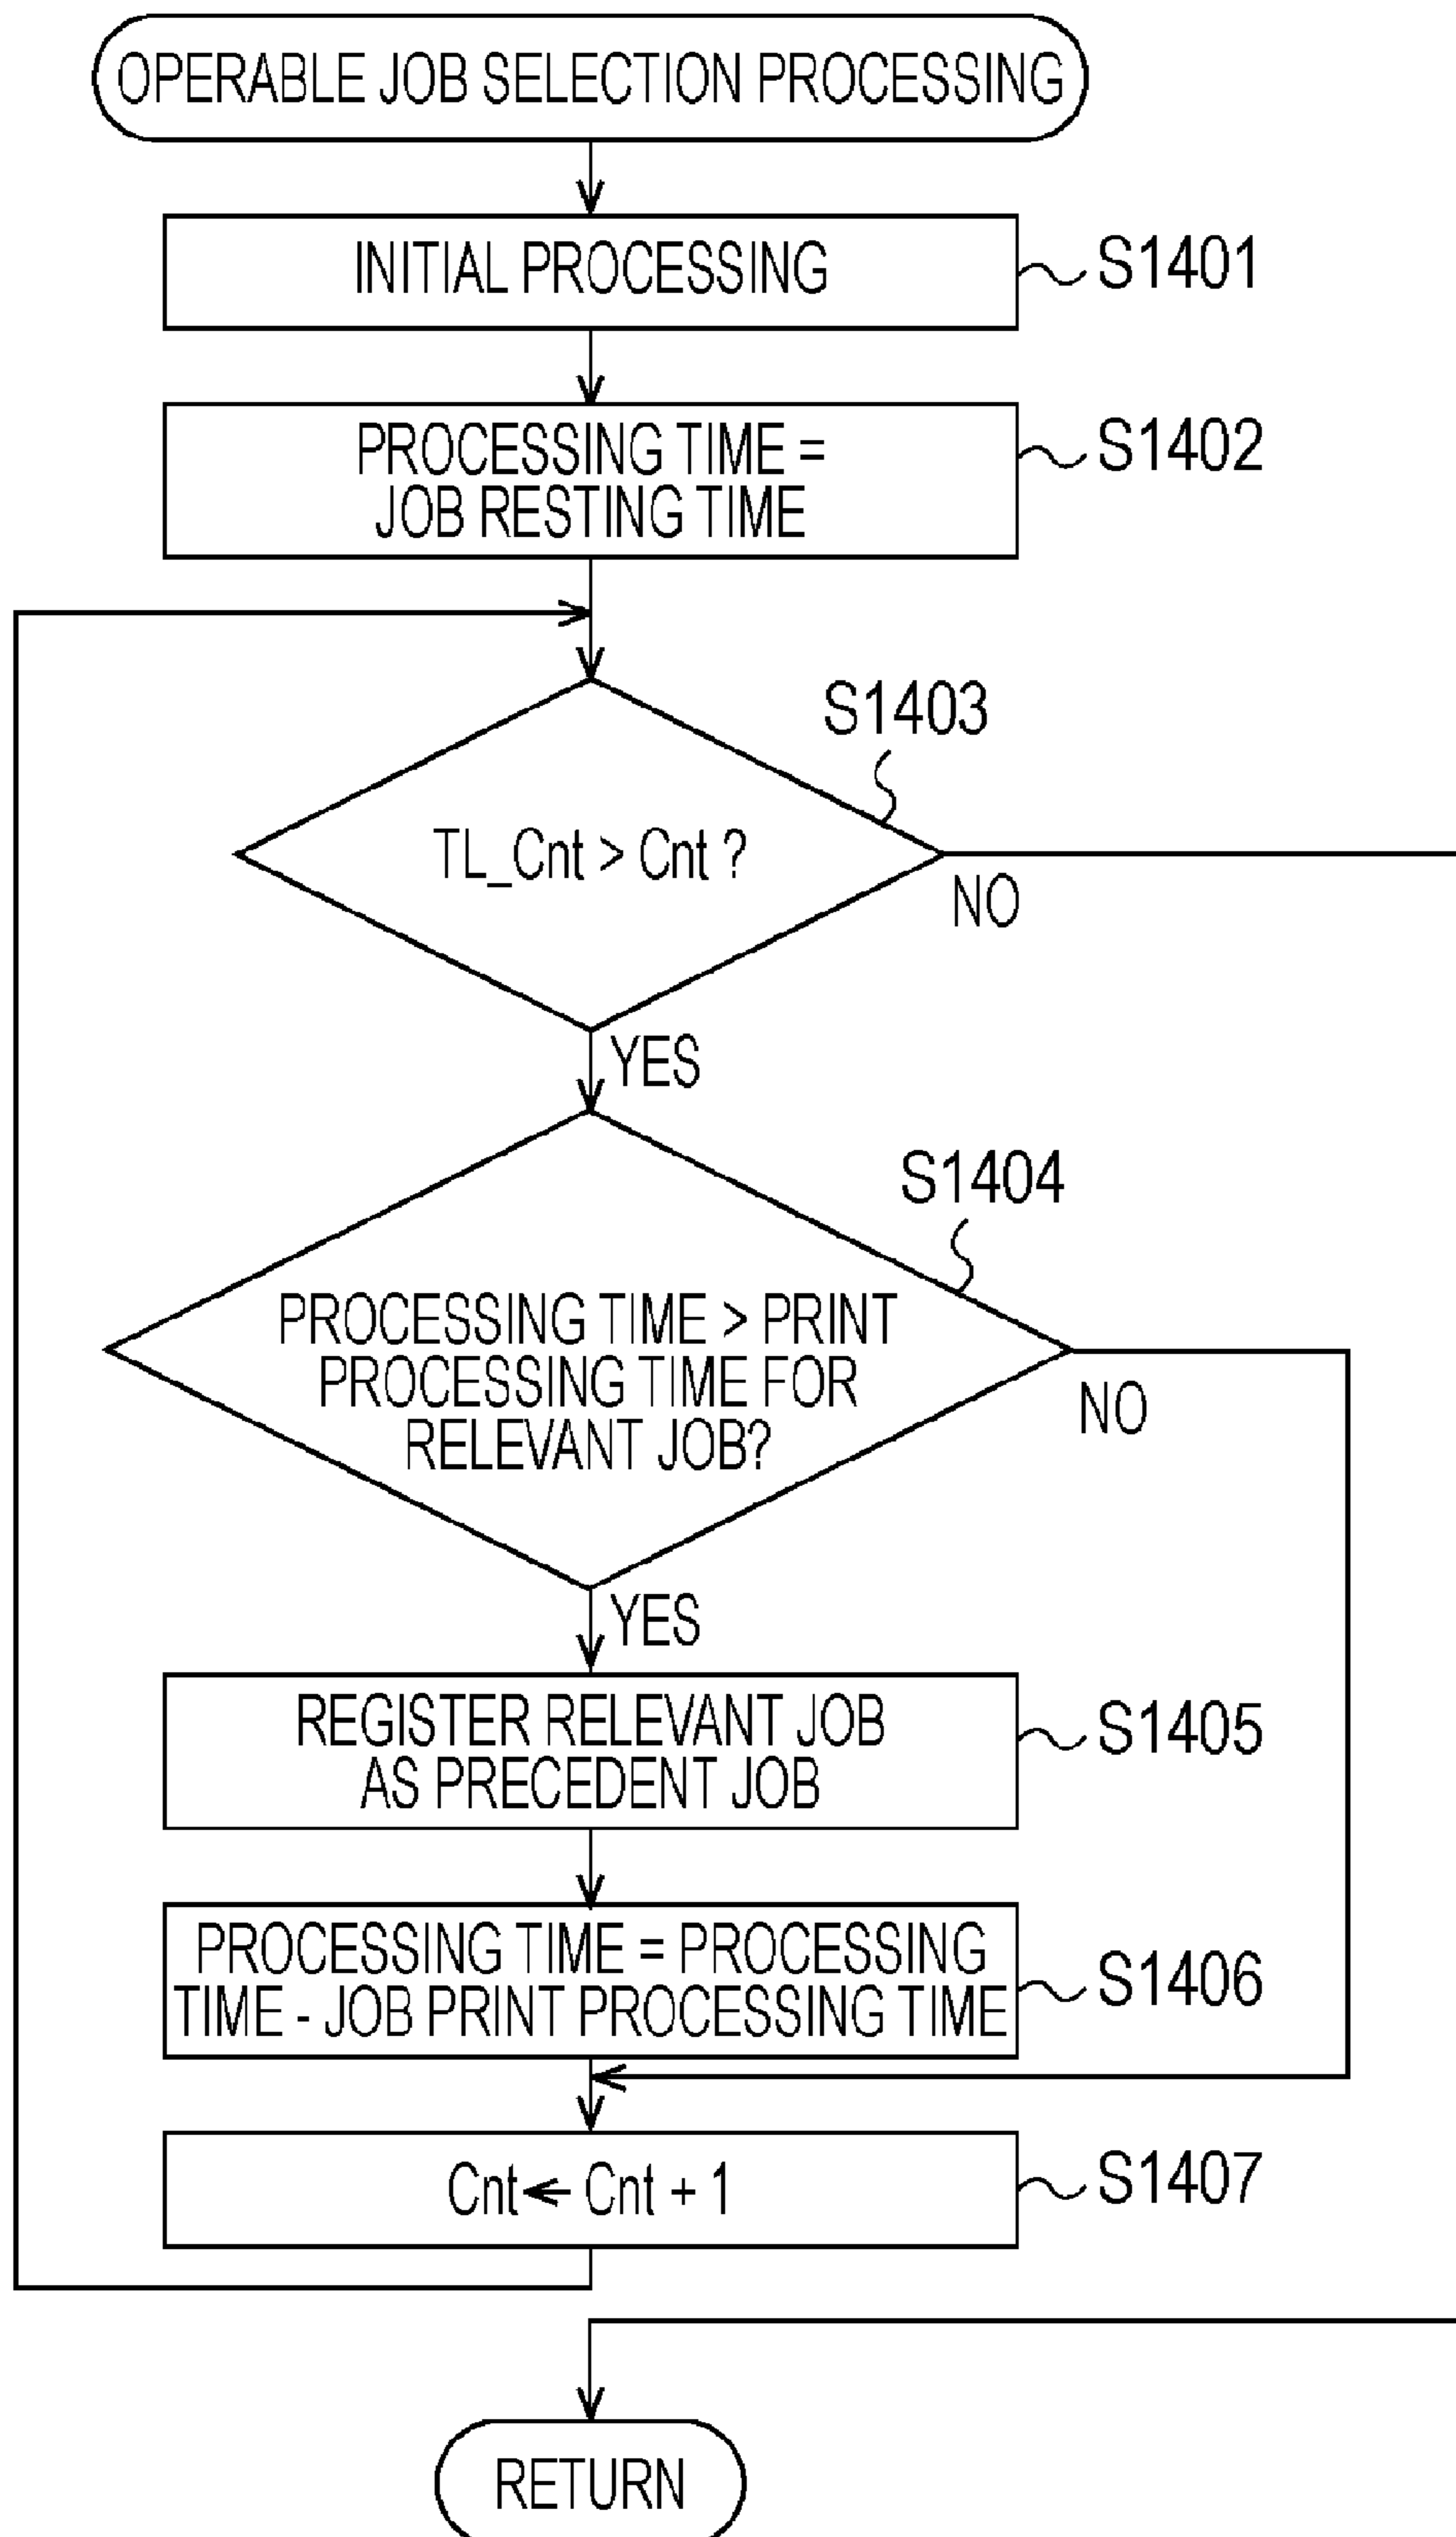 OPERABLE JOB SELECTION PROCESSING
INITIAL PROCESSING
S1401
PROCESSING TIME =
JOB RESTING TIME
S1402
S1403
TL_Cnt > Cnt ?
NO
YES
S1404
PROCESSING TIME > PRINT
PROCESSING TIME FOR
RELEVANT JOB?
NO
YES
REGISTER RELEVANT JOB
AS PRECEDENT JOB
S1405
PROCESSING TIME = PROCESSING
TIME - JOB PRINT PROCESSING TIME
S1406
Cnt ← Cnt + 1
S1407
RETURN